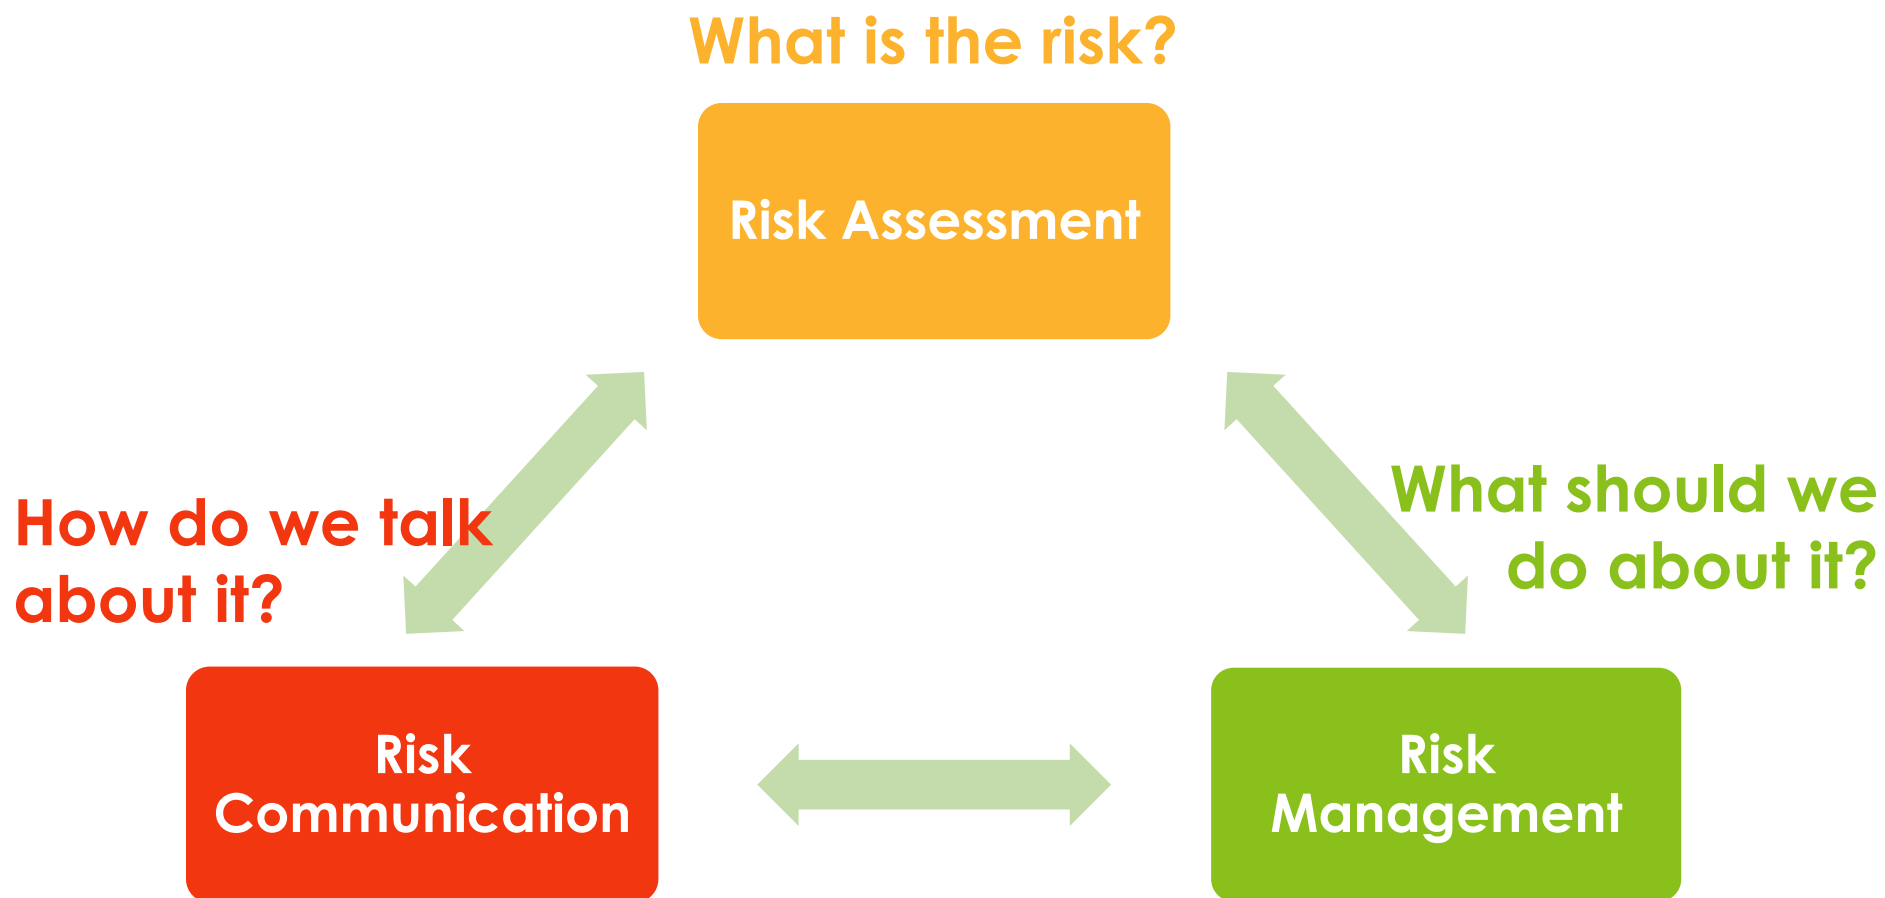 What is the risk?
Risk Assessment
How do we talk
about it?
What should we
do about it?
Risk
Communication
Risk
Management